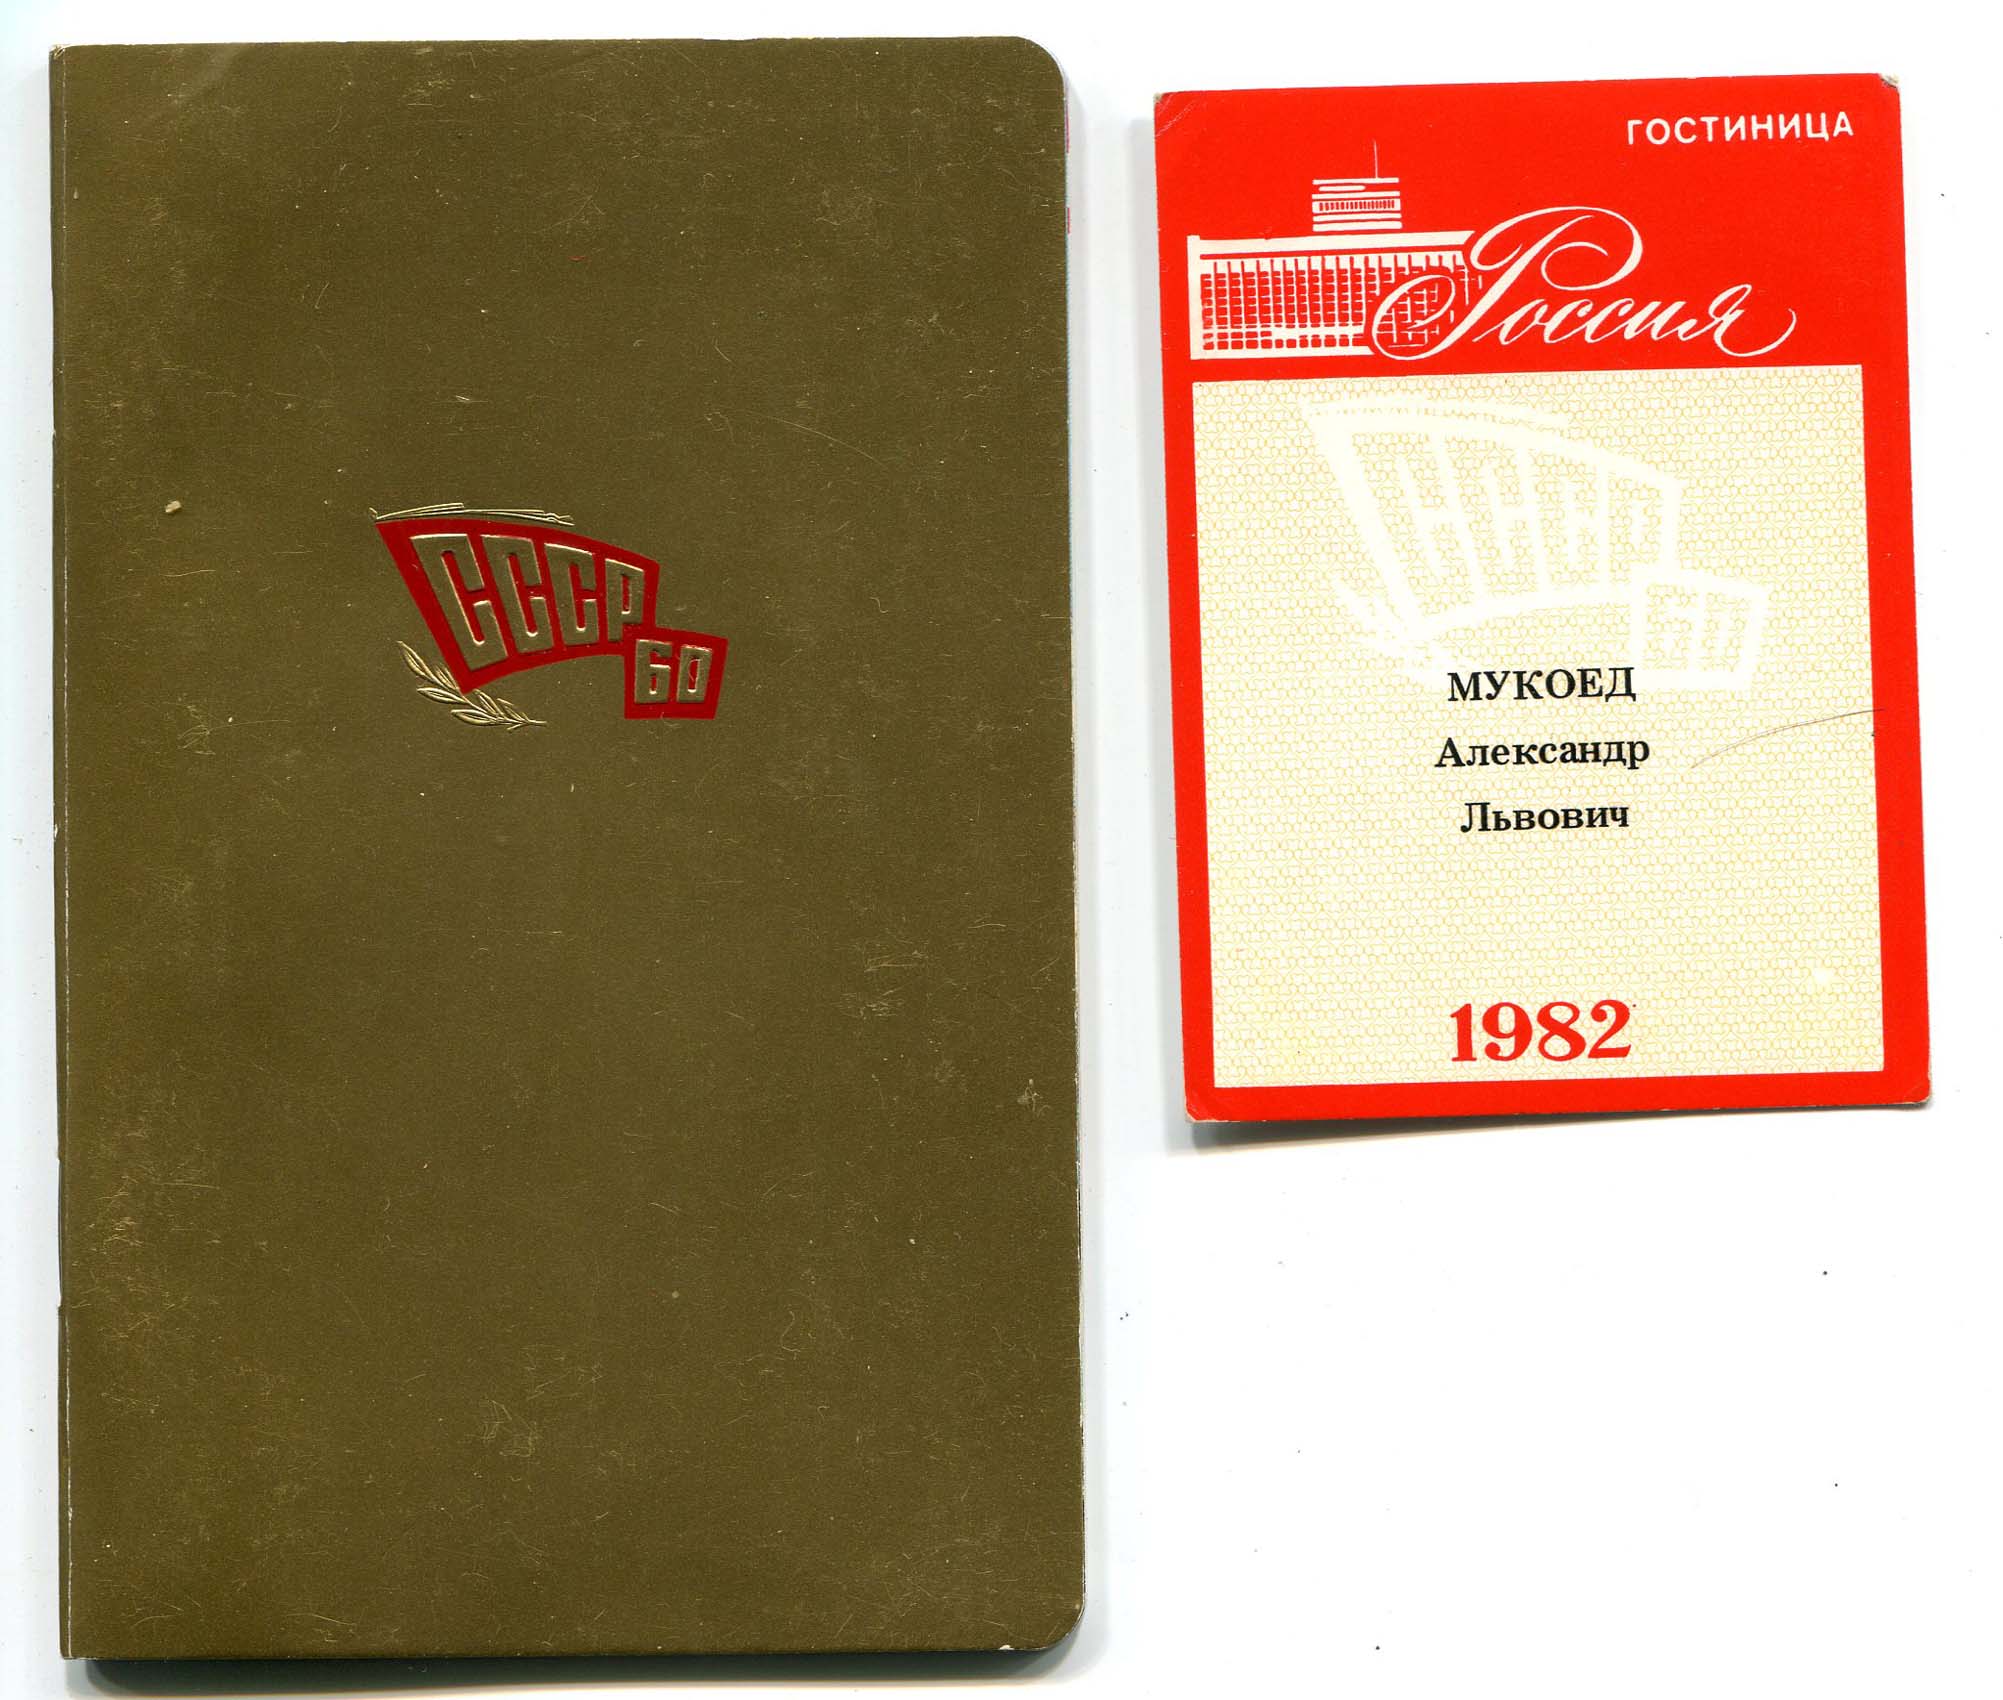 СССР
60
ГОСТИНИЦА
Россия
СССР
60
МУКОЕД
Александр
Львович
1982